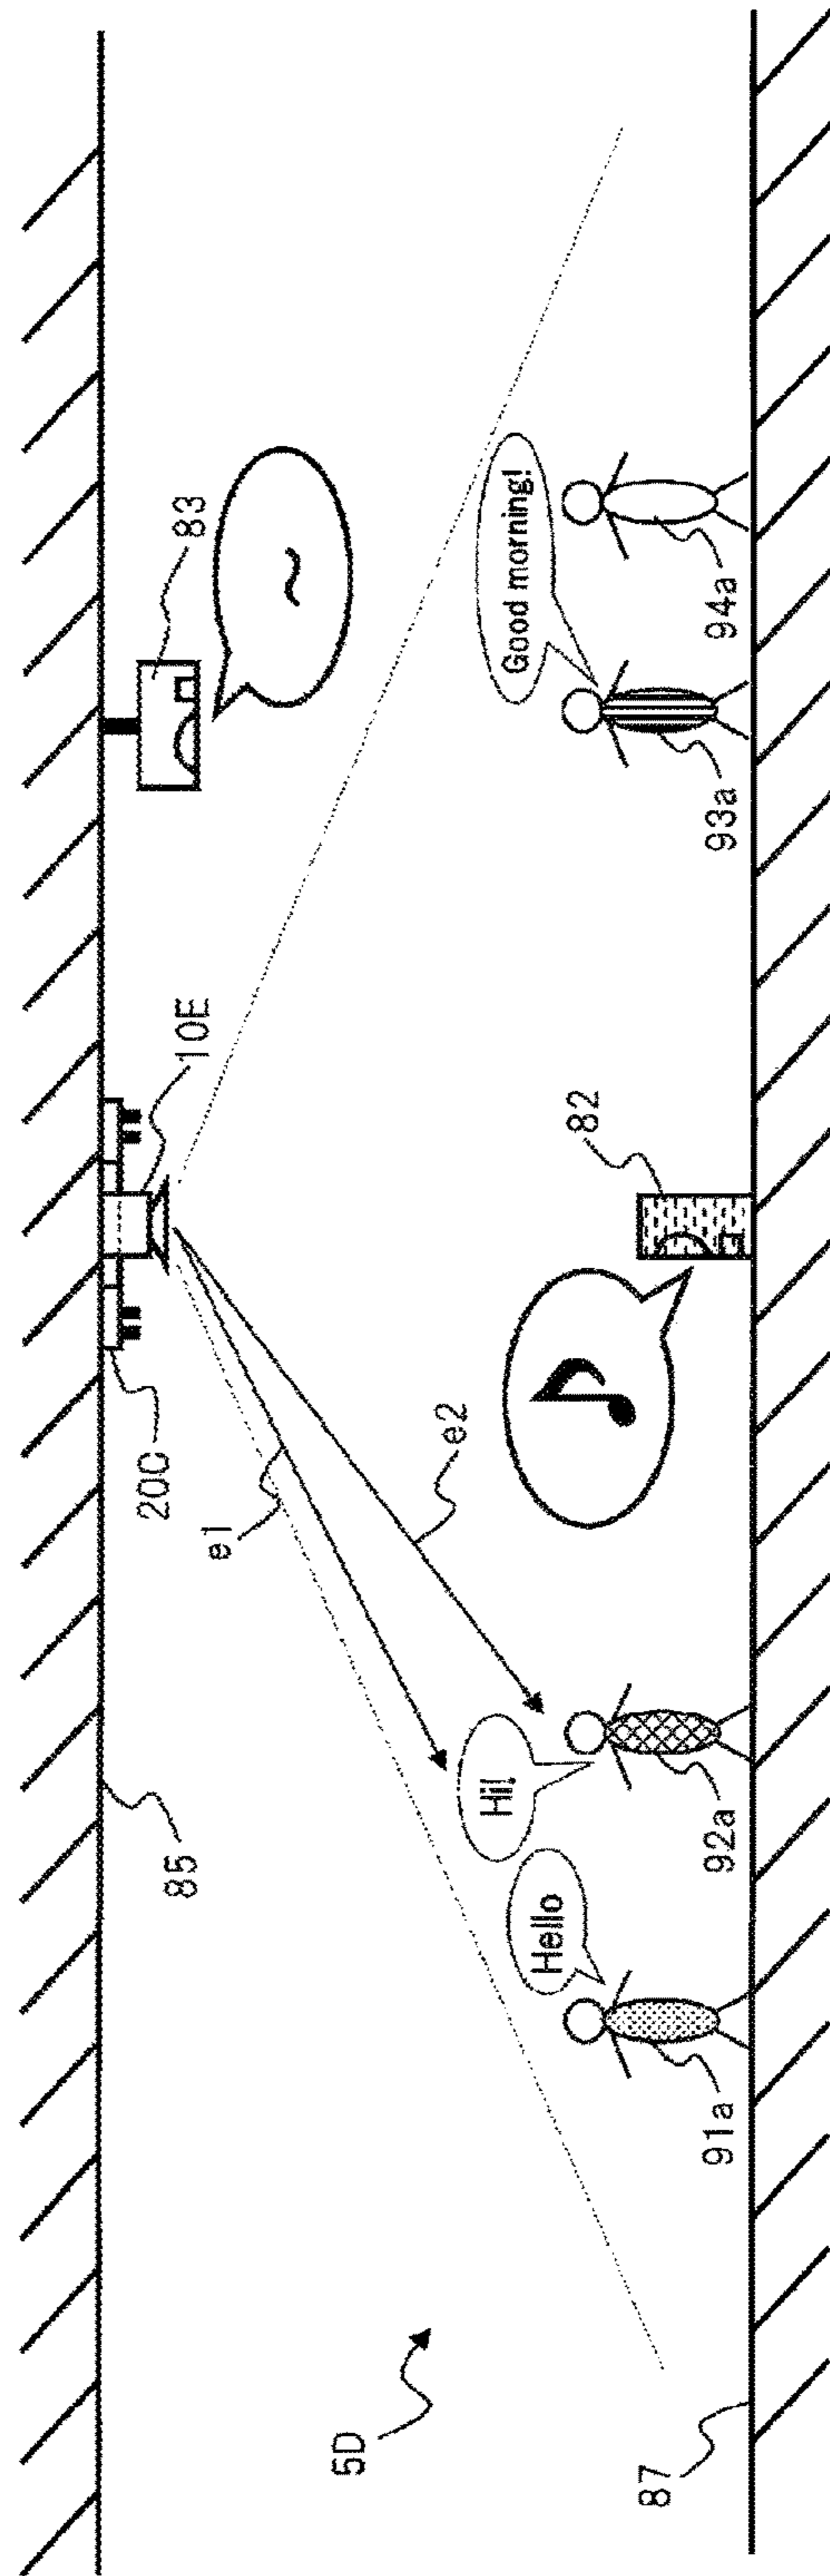 85
20C
10E
83
~
e1
5D
e2
Hi!
Good morning!
Hello
♪
82
87
91a
92a
93a
94a